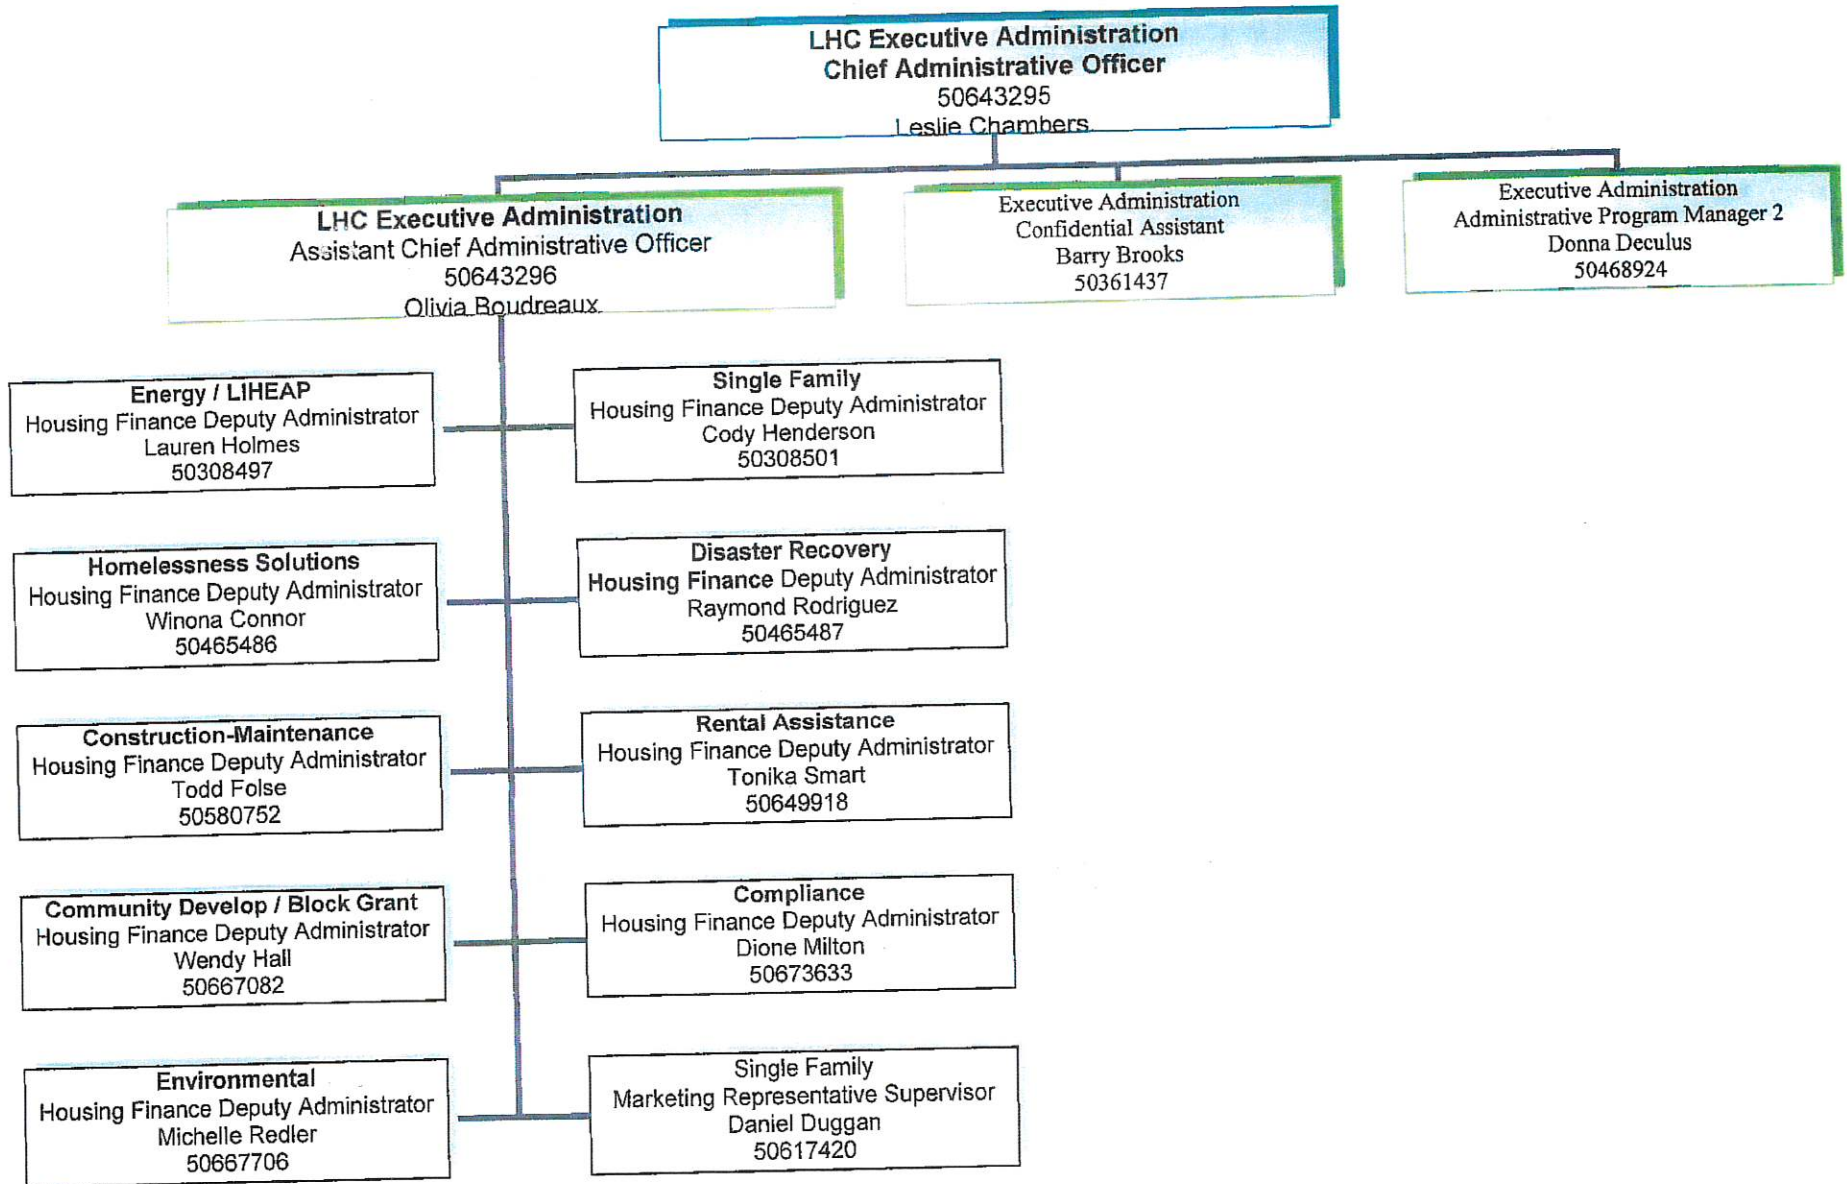 LHC Executive Administration
Chief Administrative Officer
50643295
Leslie Chambers
LHC Executive Administration
Assistant Chief Administrative Officer
50643296
Olivia Boudreaux
Executive Administration
Confidential Assistant
Barry Brooks
50361437
Executive Administration
Administrative Program Manager 2
Donna Deculus
50468924
Energy / LIHEAP
Housing Finance Deputy Administrator
Lauren Holmes
50308497
Single Family
Housing Finance Deputy Administrator
Cody Henderson
50308501
Homelessness Solutions
Housing Finance Deputy Administrator
Winona Connor
50465486
Disaster Recovery
Housing Finance Deputy Administrator
Raymond Rodriguez
50465487
Construction-Maintenance
Housing Finance Deputy Administrator
Todd Folse
50580752
Rental Assistance
Housing Finance Deputy Administrator
Tonika Smart
50649918
Community Develop / Block Grant
Housing Finance Deputy Administrator
Wendy Hall
50667082
Compliance
Housing Finance Deputy Administrator
Dione Milton
50673633
Environmental
Housing Finance Deputy Administrator
Michelle Redler
50667706
Single Family
Marketing Representative Supervisor
Daniel Duggan
50617420